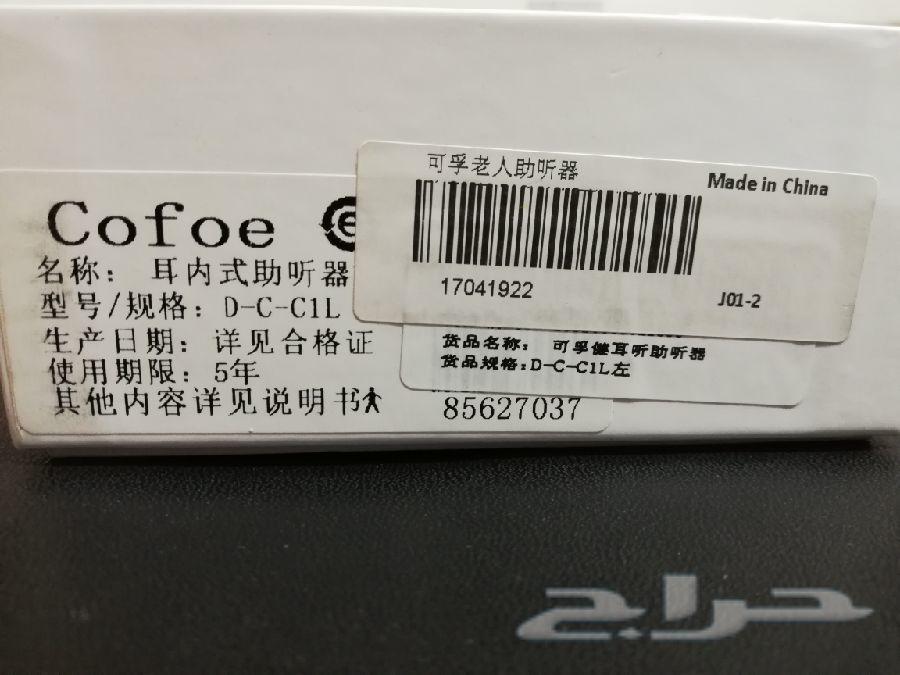 Cofoe
名称：耳内式助听器
型号/规格：D-C-C1L
生产日期：详见合格证
使用期限：5年
其他内容详见说明书
可孚老人助听器
Made in China
17041922
J01-2
货品名称：可孚健耳听助听器
货品规格:D-C-C1L左
85627037
حراج